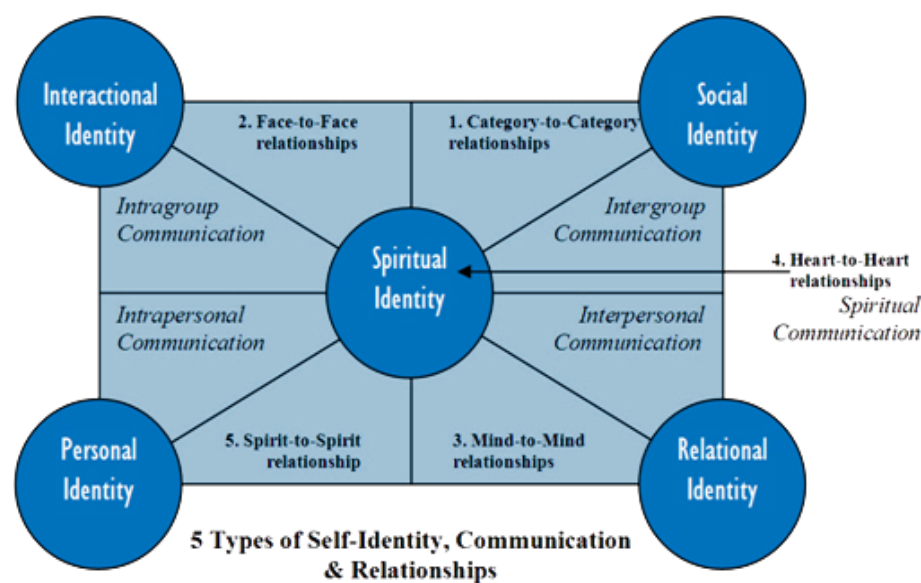 Interactional
Identity
Social
Identity
2. Face-to-Face
relationships
1. Category-to-Category
relationships
Intragroup
Communication
Intergroup
Communication
Spiritual
Identity
4. Heart-to-Heart
relationships
Spiritual
Communication
Intrapersonal
Communication
Interpersonal
Communication
Personal
Identity
5. Spirit-to-Spirit
relationship
3. Mind-to-Mind
relationships
Relational
Identity
5 Types of Self-Identity, Communication
& Relationships